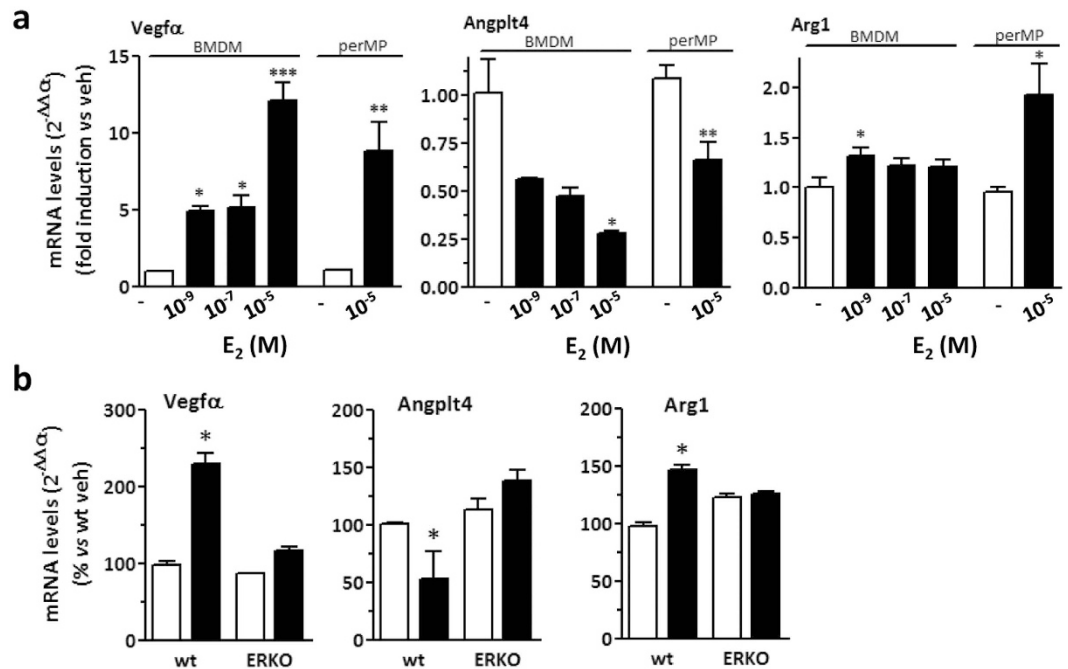 a
Vegfα
BMDM
perMP
mRNA levels (2^-ΔΔα)
(fold induction vs veh)
15
10
5
0
***
**
*
*
-
10^-9
10^-7
10^-5
-
10^-5
E₂ (M)
Angplt4
BMDM
perMP
1.00
0.75
0.50
0.25
0.00
**
*
-
10^-9
10^-7
10^-5
-
10^-5
E₂ (M)
Arg1
BMDM
perMP
2.0
1.5
1.0
0.0
*
*
-
10^-9
10^-7
10^-5
-
10^-5
E₂ (M)
b
Vegfα
mRNA levels (2^-ΔΔα)
(% vs wt veh)
300
200
100
0
*
wt ERKO
Angplt4
200
150
100
50
0
*
wt ERKO
Arg1
200
150
100
50
0
*
wt ERKO